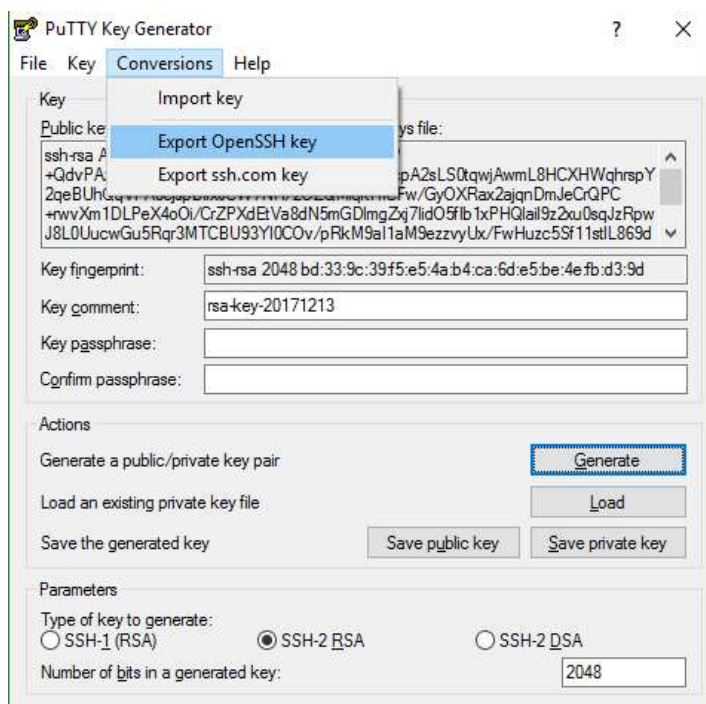 PuTTY Key Generator ? ×
File Key Conversions Help
Key
Import key
Public ke
ys file:
Export OpenSSH key
ssh-rsa A
Export ssh.com key
+QdvPA
pA2sLS0tqwjAwmL8HCXHWqhrspY
Fw/GyOXRax2ajqnDmJeCrQPC
+rwvXm1DLPeX4oOi/CrZPXdEtVa8dN5mGDlmgZxj7lidO5fIb1xPHQlail9z2xu0sqJzRpw
J8L0UucwGu5Rqr3MTCBU93YI0COv/pRkM9aI1aM9ezzvyUx/FwHuzc5Sf11stIL869d
Key fingerprint: ssh-rsa 2048 bd:33:9c:39:f5:e5:4a:b4:ca:6d:e5:be:4e:fb:d3:9d
Key comment: rsa-key-20171213
Key passphrase:
Confirm passphrase:
Actions
Generate a public/private key pair Generate
Load an existing private key file Load
Save the generated key Save public key Save private key
Parameters
Type of key to generate:
SSH-1 (RSA) SSH-2 RSA SSH-2 DSA
Number of bits in a generated key: 2048